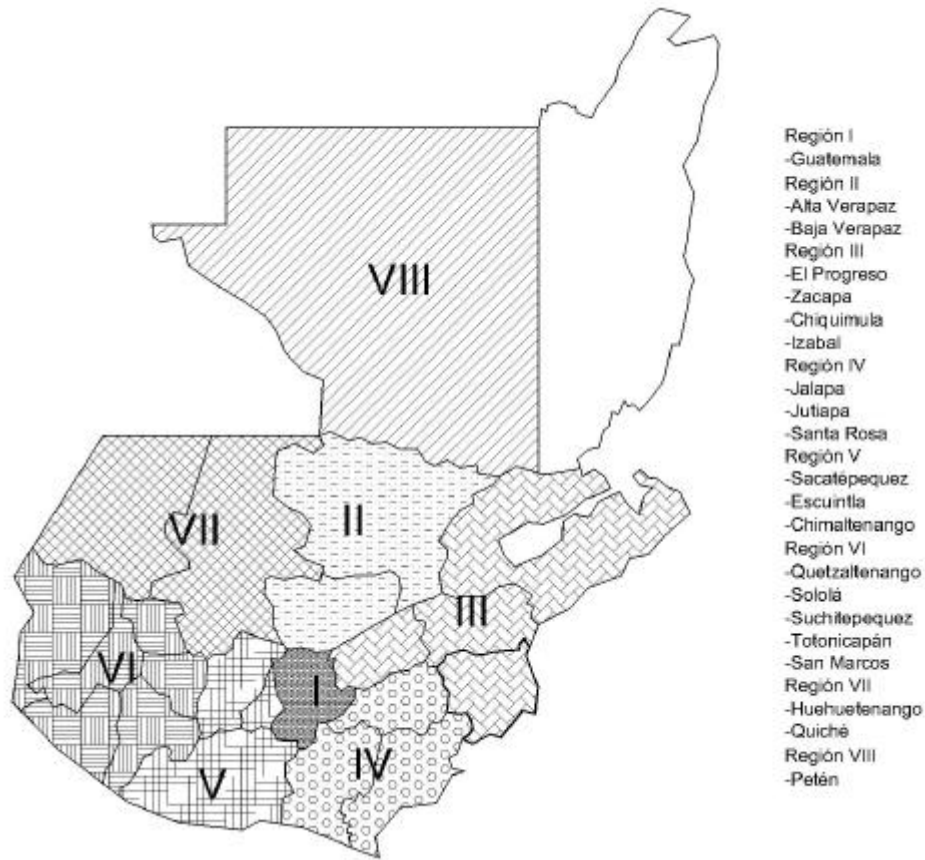 VIII
VII
II
III
VI
I
V
IV
Región I
-Guatemala
Región II
-Alta Verapaz
-Baja Verapaz
Región III
-El Progreso
-Zacapa
-Chiquimula
-Izabal
Región IV
-Jalapa
-Jutiapa
-Santa Rosa
Región V
-Sacatépequez
-Escuintla
-Chimaltenango
Región VI
-Quetzaltenango
-Sololá
-Suchitepequez
-Totonicapán
-San Marcos
Región VII
-Huehuetenango
-Quiché
Región VIII
-Petén